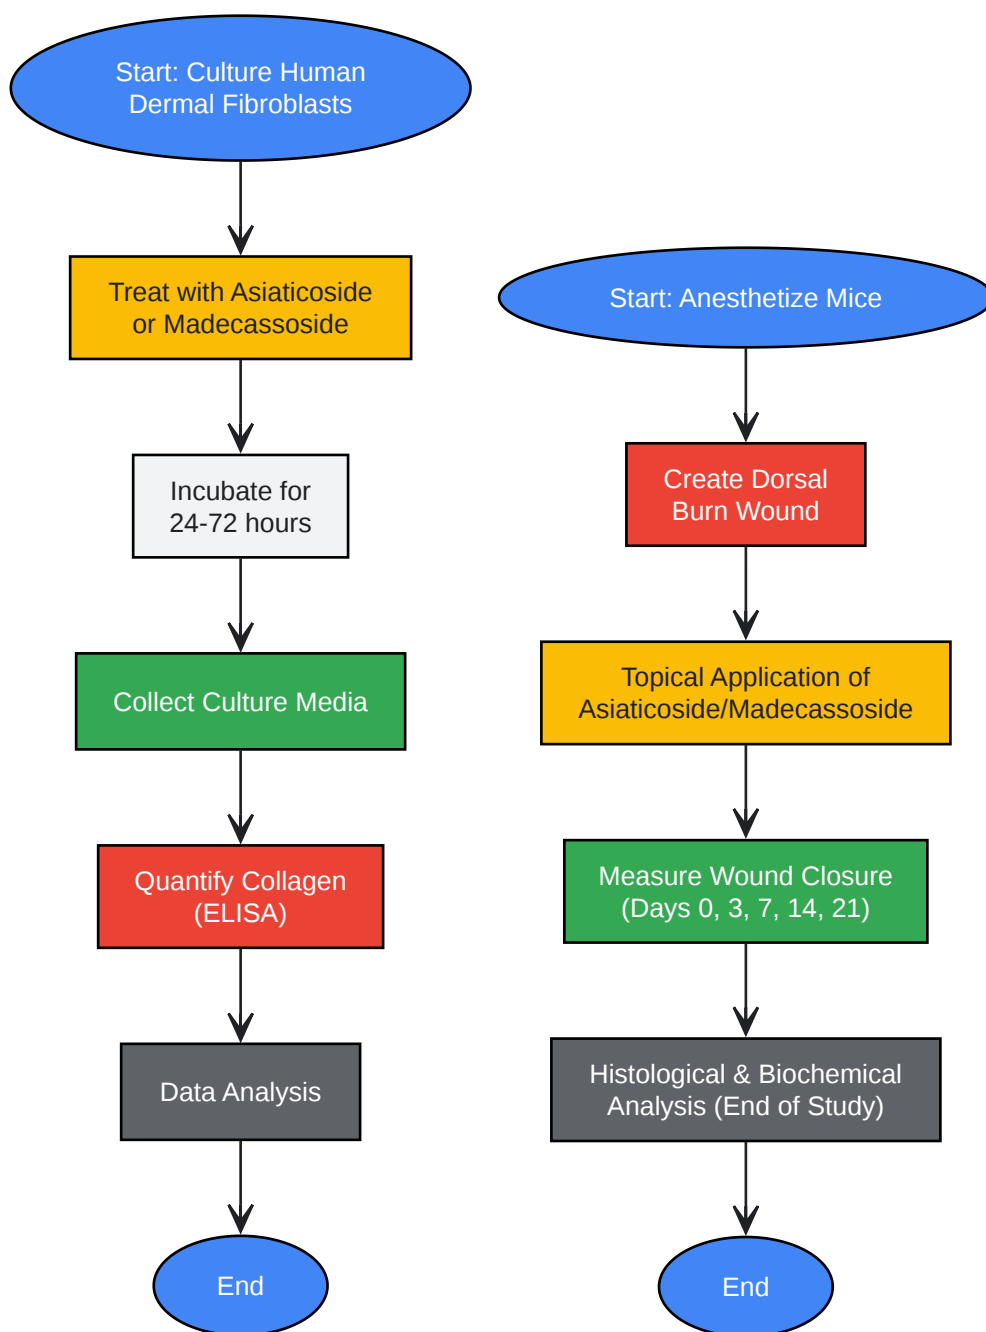 Start: Culture Human
Dermal Fibroblasts
Treat with Asiaticoside
or Madecassoside
Incubate for
24-72 hours
Collect Culture Media
Quantify Collagen
(ELISA)
Data Analysis
End
Start: Anesthetize Mice
Create Dorsal
Burn Wound
Topical Application of
Asiaticoside/Madecassoside
Measure Wound Closure
(Days 0, 3, 7, 14, 21)
Histological & Biochemical
Analysis (End of Study)
End